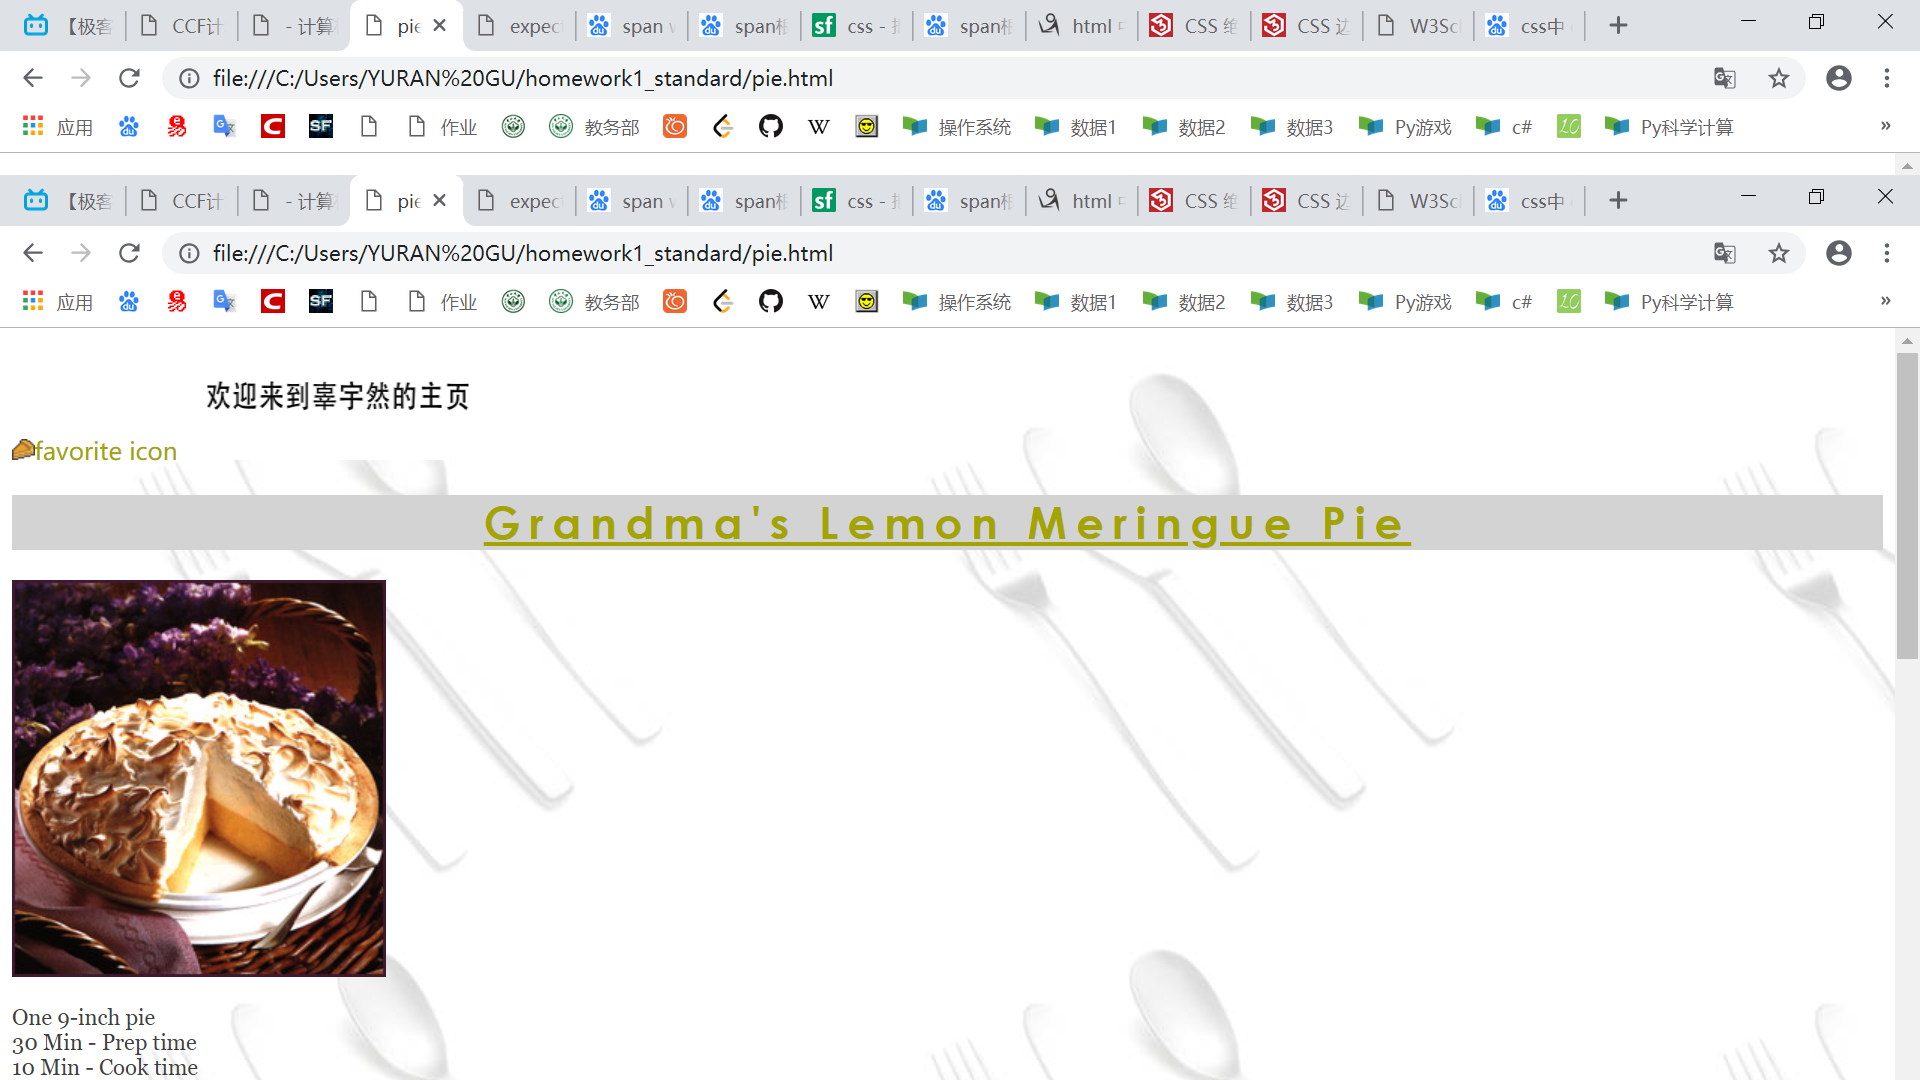 【极客 CCF计 - 计算 pie expect span w span css - span css html CSS CSS W3Sc css中
file:///C:/Users/YURAN%20GU/homework1_standard/pie.html
应用 作业 教务部 操作系统 数据1 数据2 数据3 Py游戏 c# Py科学计算 »
【极客 CCF计 - 计算 pie expect span w span css - html CSS CSS W3Sc css中
file:///C:/Users/YURAN%20GU/homework1_standard/pie.html
应用 作业 教务部 操作系统 数据1 数据2 数据3 Py游戏 c# Py科学计算 »
欢迎来到辜宇然的主页
favorite icon
Grandma's Lemon Meringue Pie
One 9-inch pie
30 Min - Prep time
10 Min - Cook time